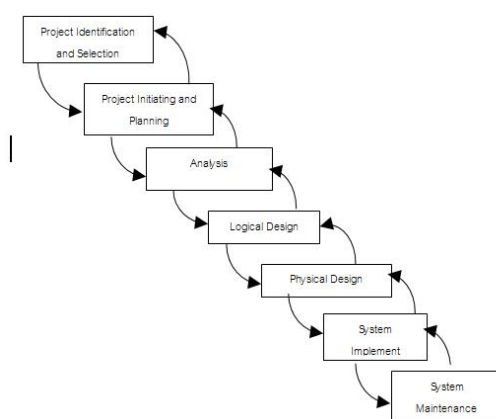 Project Identification
and Selection
Project Initiating and
Planning
Analysis
Logical Design
Physical Design
System
Implement
System
Maintenance